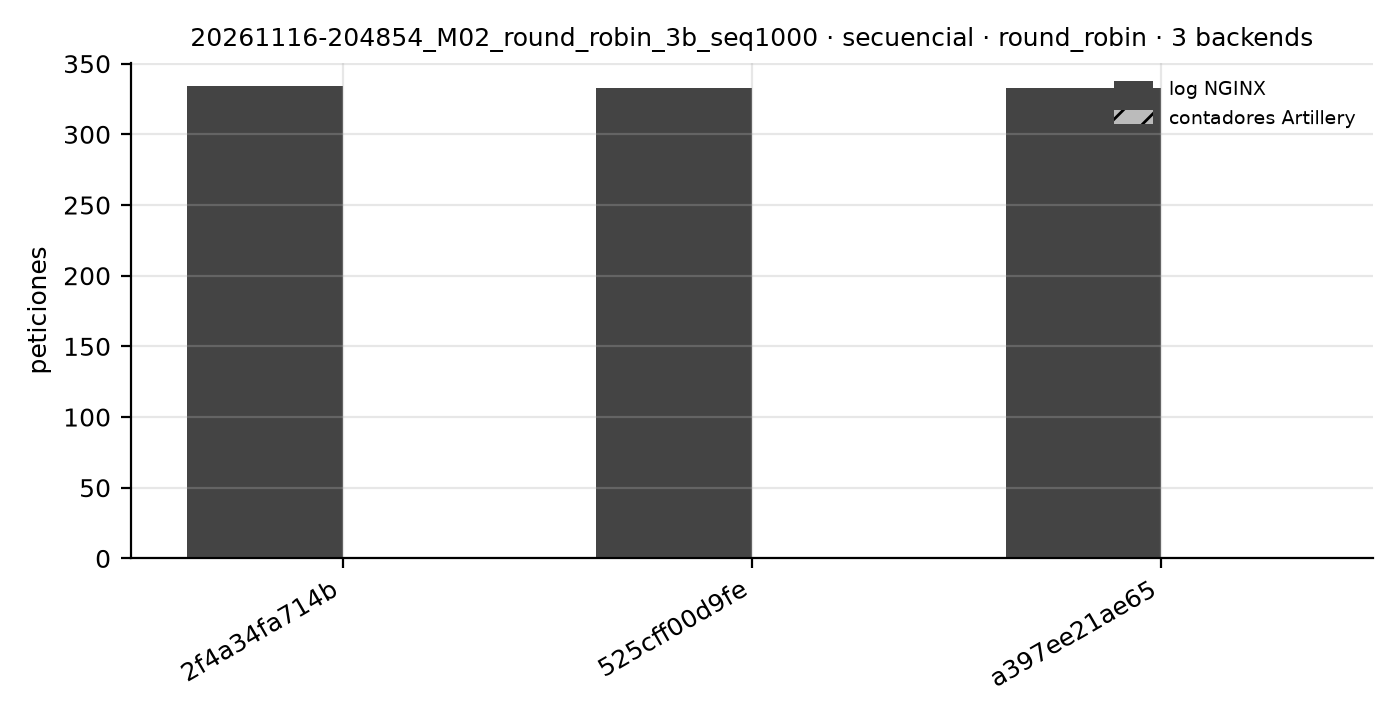 20261116-204854_M02_round_robin_3b_seq1000 · secuencial · round_robin · 3 backends
log NGINX
contadores Artillery
peticiones
350
300
250
200
150
100
50
0
2f4a34fa714b
525cff00d9fe
a397ee21ae65